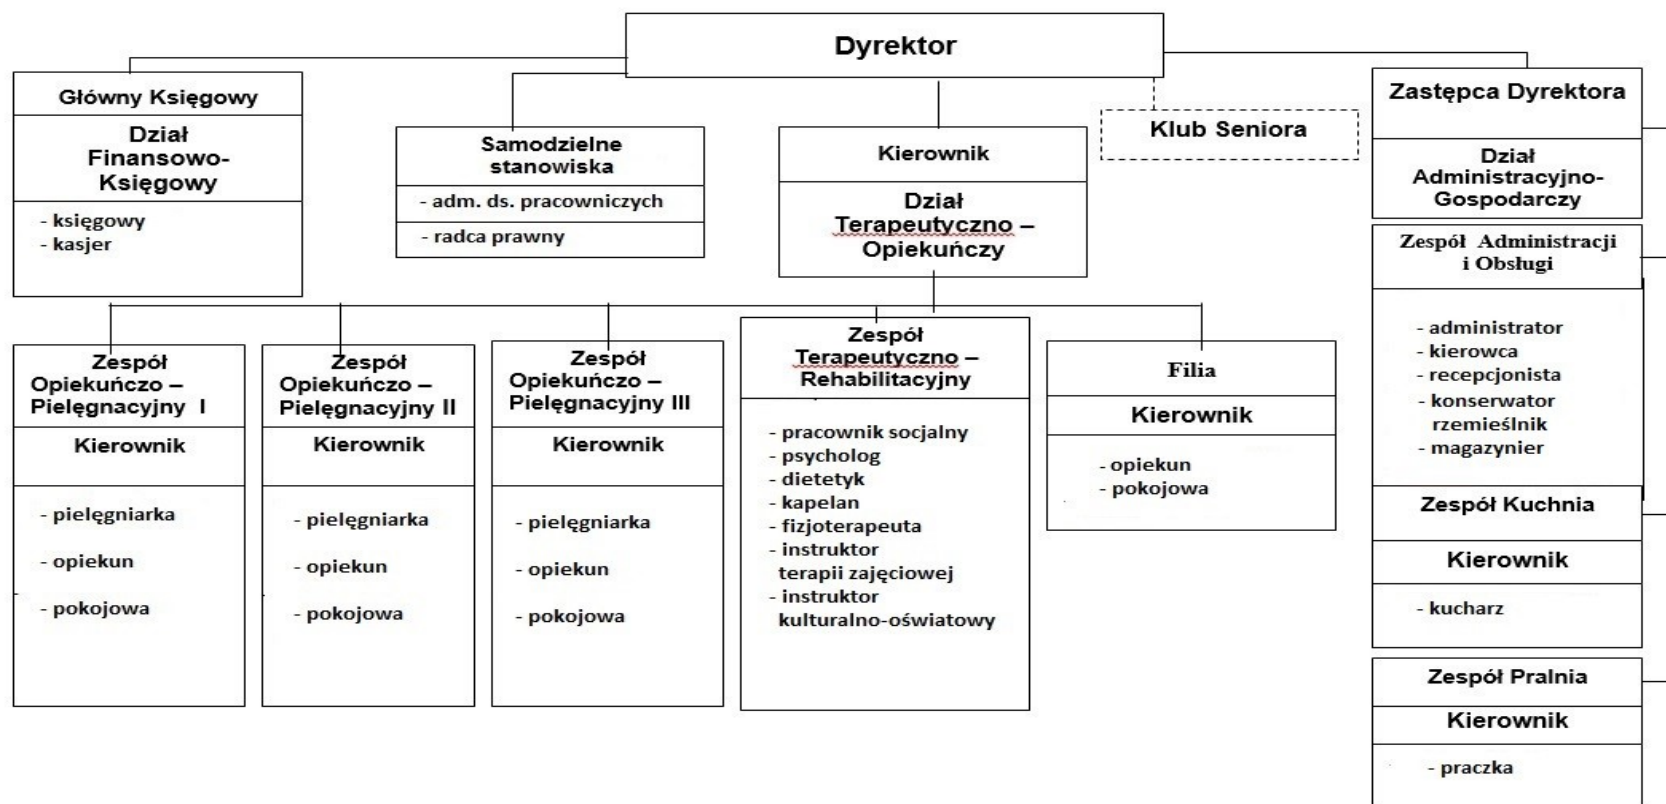 Dyrektor
Główny Księgowy
Dział
Finansowo-
Księgowy
- księgowy
- kasjer
Samodzielne
stanowiska
- adm. ds. pracowniczych
- radca prawny
Kierownik
Dział
Terapeutyczno –
Opiekuńczy
Klub Seniora
Zastępca Dyrektora
Dział
Administracyjno-
Gospodarczy
Zespół Administracji
i Obsługi
- administrator
- kierowca
- recepcjonista
- konserwator
rzemieślnik
- magazynier
Zespół Kuchnia
Kierownik
- kucharz
Zespół Pralnia
Kierownik
- praczka
Zespół
Opiekuńczo –
Pielęgnacyjny I
Kierownik
- pielęgniarka
- opiekun
- pokojowa
Zespół
Opiekuńczo –
Pielęgnacyjny II
Kierownik
- pielęgniarka
- opiekun
- pokojowa
Zespół
Opiekuńczo –
Pielęgnacyjny III
Kierownik
- pielęgniarka
- opiekun
- pokojowa
Zespół
Terapeutyczno –
Rehabilitacyjny
- pracownik socjalny
- psycholog
- dietetyk
- kapelan
- fizjoterapeuta
- instruktor
terapii zajęciowej
- instruktor
kulturalno-oświatowy
Filia
Kierownik
- opiekun
- pokojowa